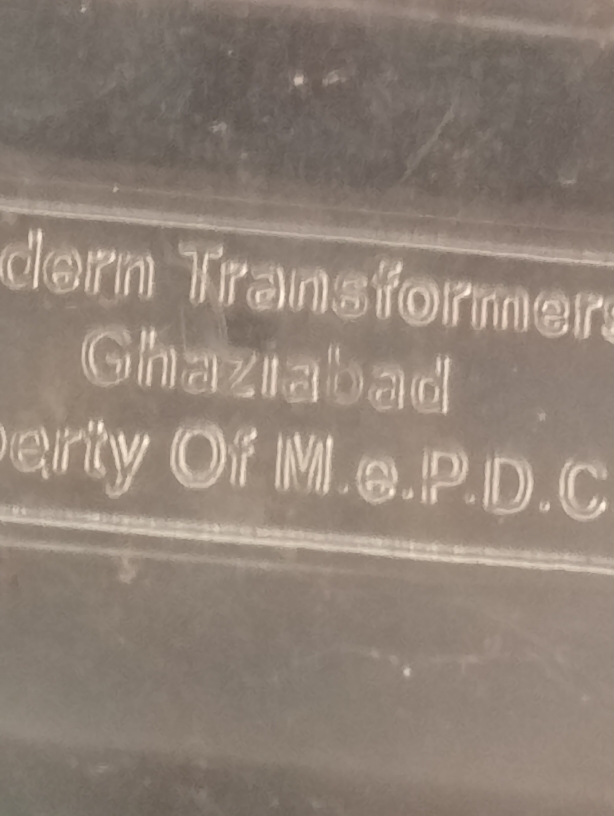 dern Transformers
Ghaziabad
perty Of M.e.P.D.C